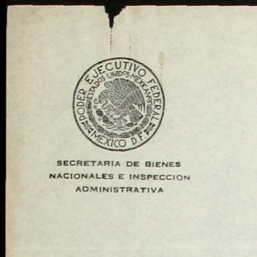 PODER EJECUTIVO FEDERAL
ESTADOS UNIDOS MEXICANOS
MEXICO D.F.
SECRETARIA DE BIENES
NACIONALES E INSPECCION
ADMINISTRATIVA